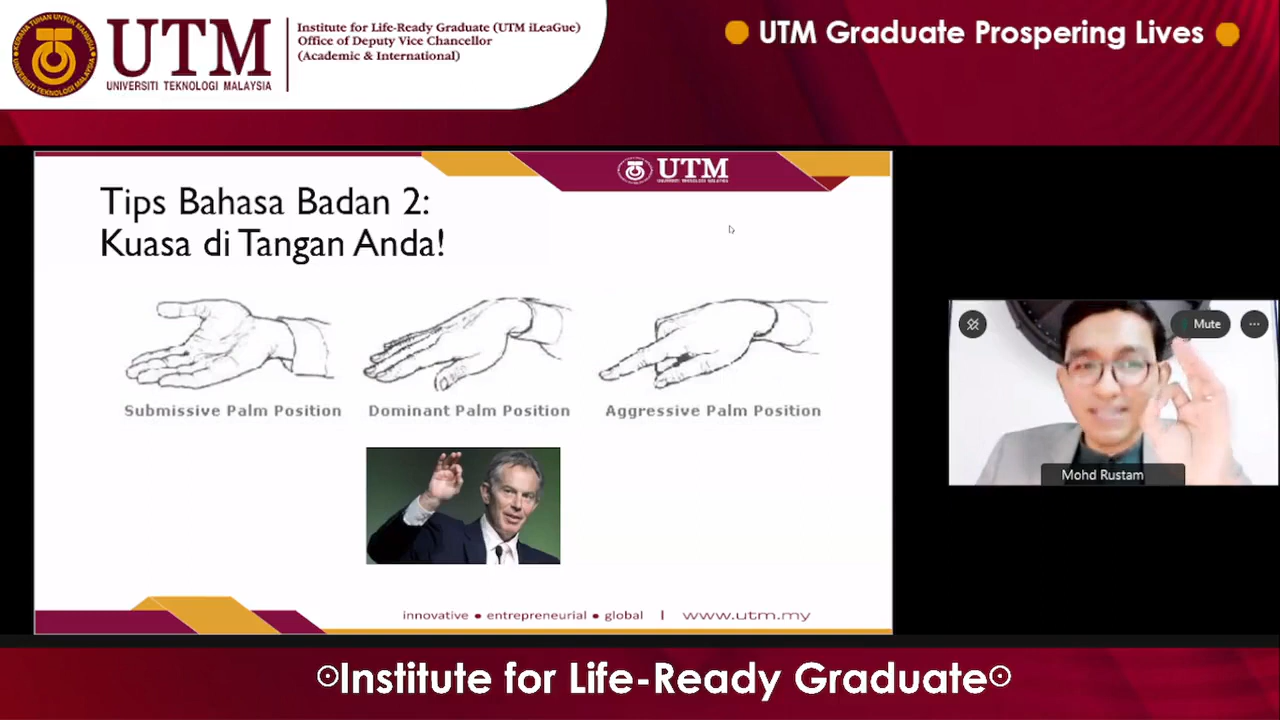 UTM
UNIVERSITI TEKNOLOGI MALAYSIA
Institute for Life-Ready Graduate (UTM iLeaGue)
Office of Deputy Vice Chancellor
(Academic & International)
UTM Graduate Prospering Lives
UTM
Tips Bahasa Badan 2:
Kuasa di Tangan Anda!
Submissive Palm Position
Dominant Palm Position
Aggressive Palm Position
Mute
Mohd Rustam
innovative ● entrepreneurial ● global | www.utm.my
Institute for Life-Ready Graduate